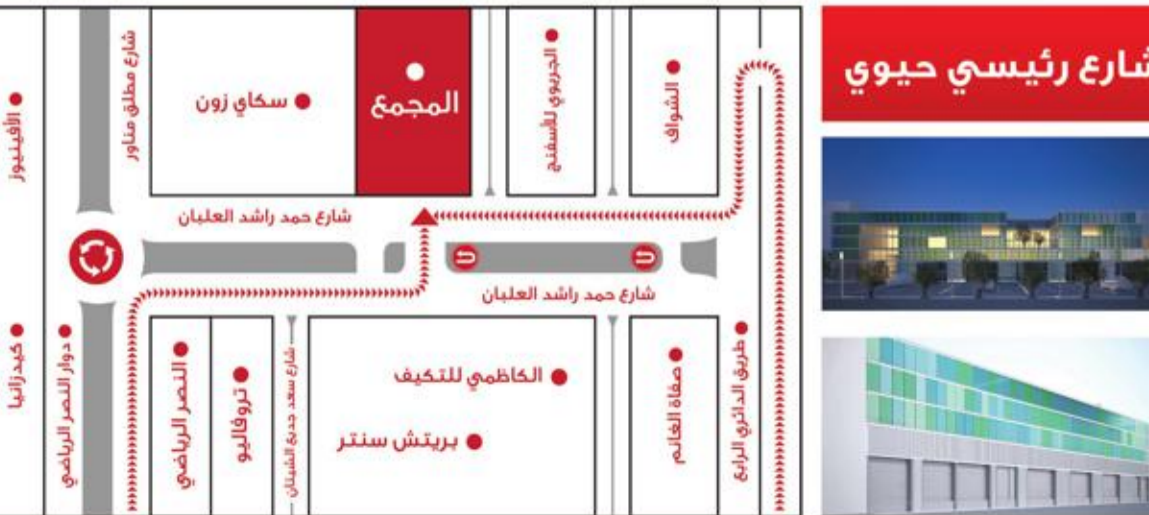 شارع رئيسي حيوي
الشواف
الجريوي للأسفنج
المجمع
سكاي زون
شارع مطلق مناور
الأفينيوز
شارع حمد راشد العلبان
شارع حمد راشد العلبان
طريق الدائري الرابع
صفاة الغانم
الكاظمي للتكيف
بريتش سنتر
شارع سعد جديع الشيتان
تروفاليو
النصر الرياضي
دوار النصر الرياضي
كيدزانيا